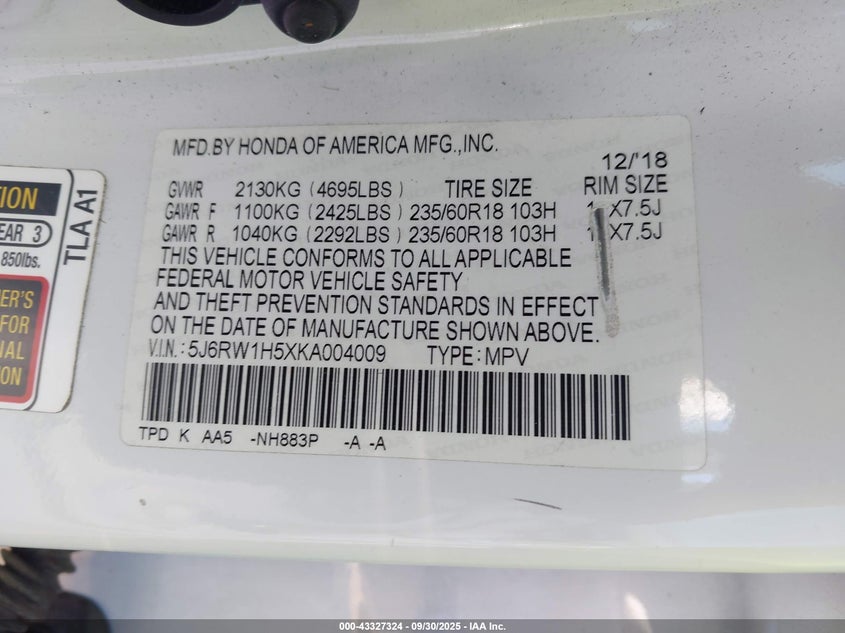 MFD.BY HONDA OF AMERICA MFG.,INC.
12/'18
GVWR 2130KG (4695LBS) TIRE SIZE RIM SIZE
GAWR F 1100KG (2425LBS) 235/60R18 103H X7.5J
GAWR R 1040KG (2292LBS) 235/60R18 103H X7.5J
THIS VEHICLE CONFORMS TO ALL APPLICABLE
FEDERAL MOTOR VEHICLE SAFETY
AND THEFT PREVENTION STANDARDS IN EFFECT
ON THE DATE OF MANUFACTURE SHOWN ABOVE.
V.I.N.: 5J6RW1H5XKA004009 TYPE: MPV
TPD K AA5 -NH883P -A -A
TLA A1
ION
EAR 3
850lbs.
ER'S
FOR
NAL
ION
000-43327324 | 09/30/2025 - IAA Inc.